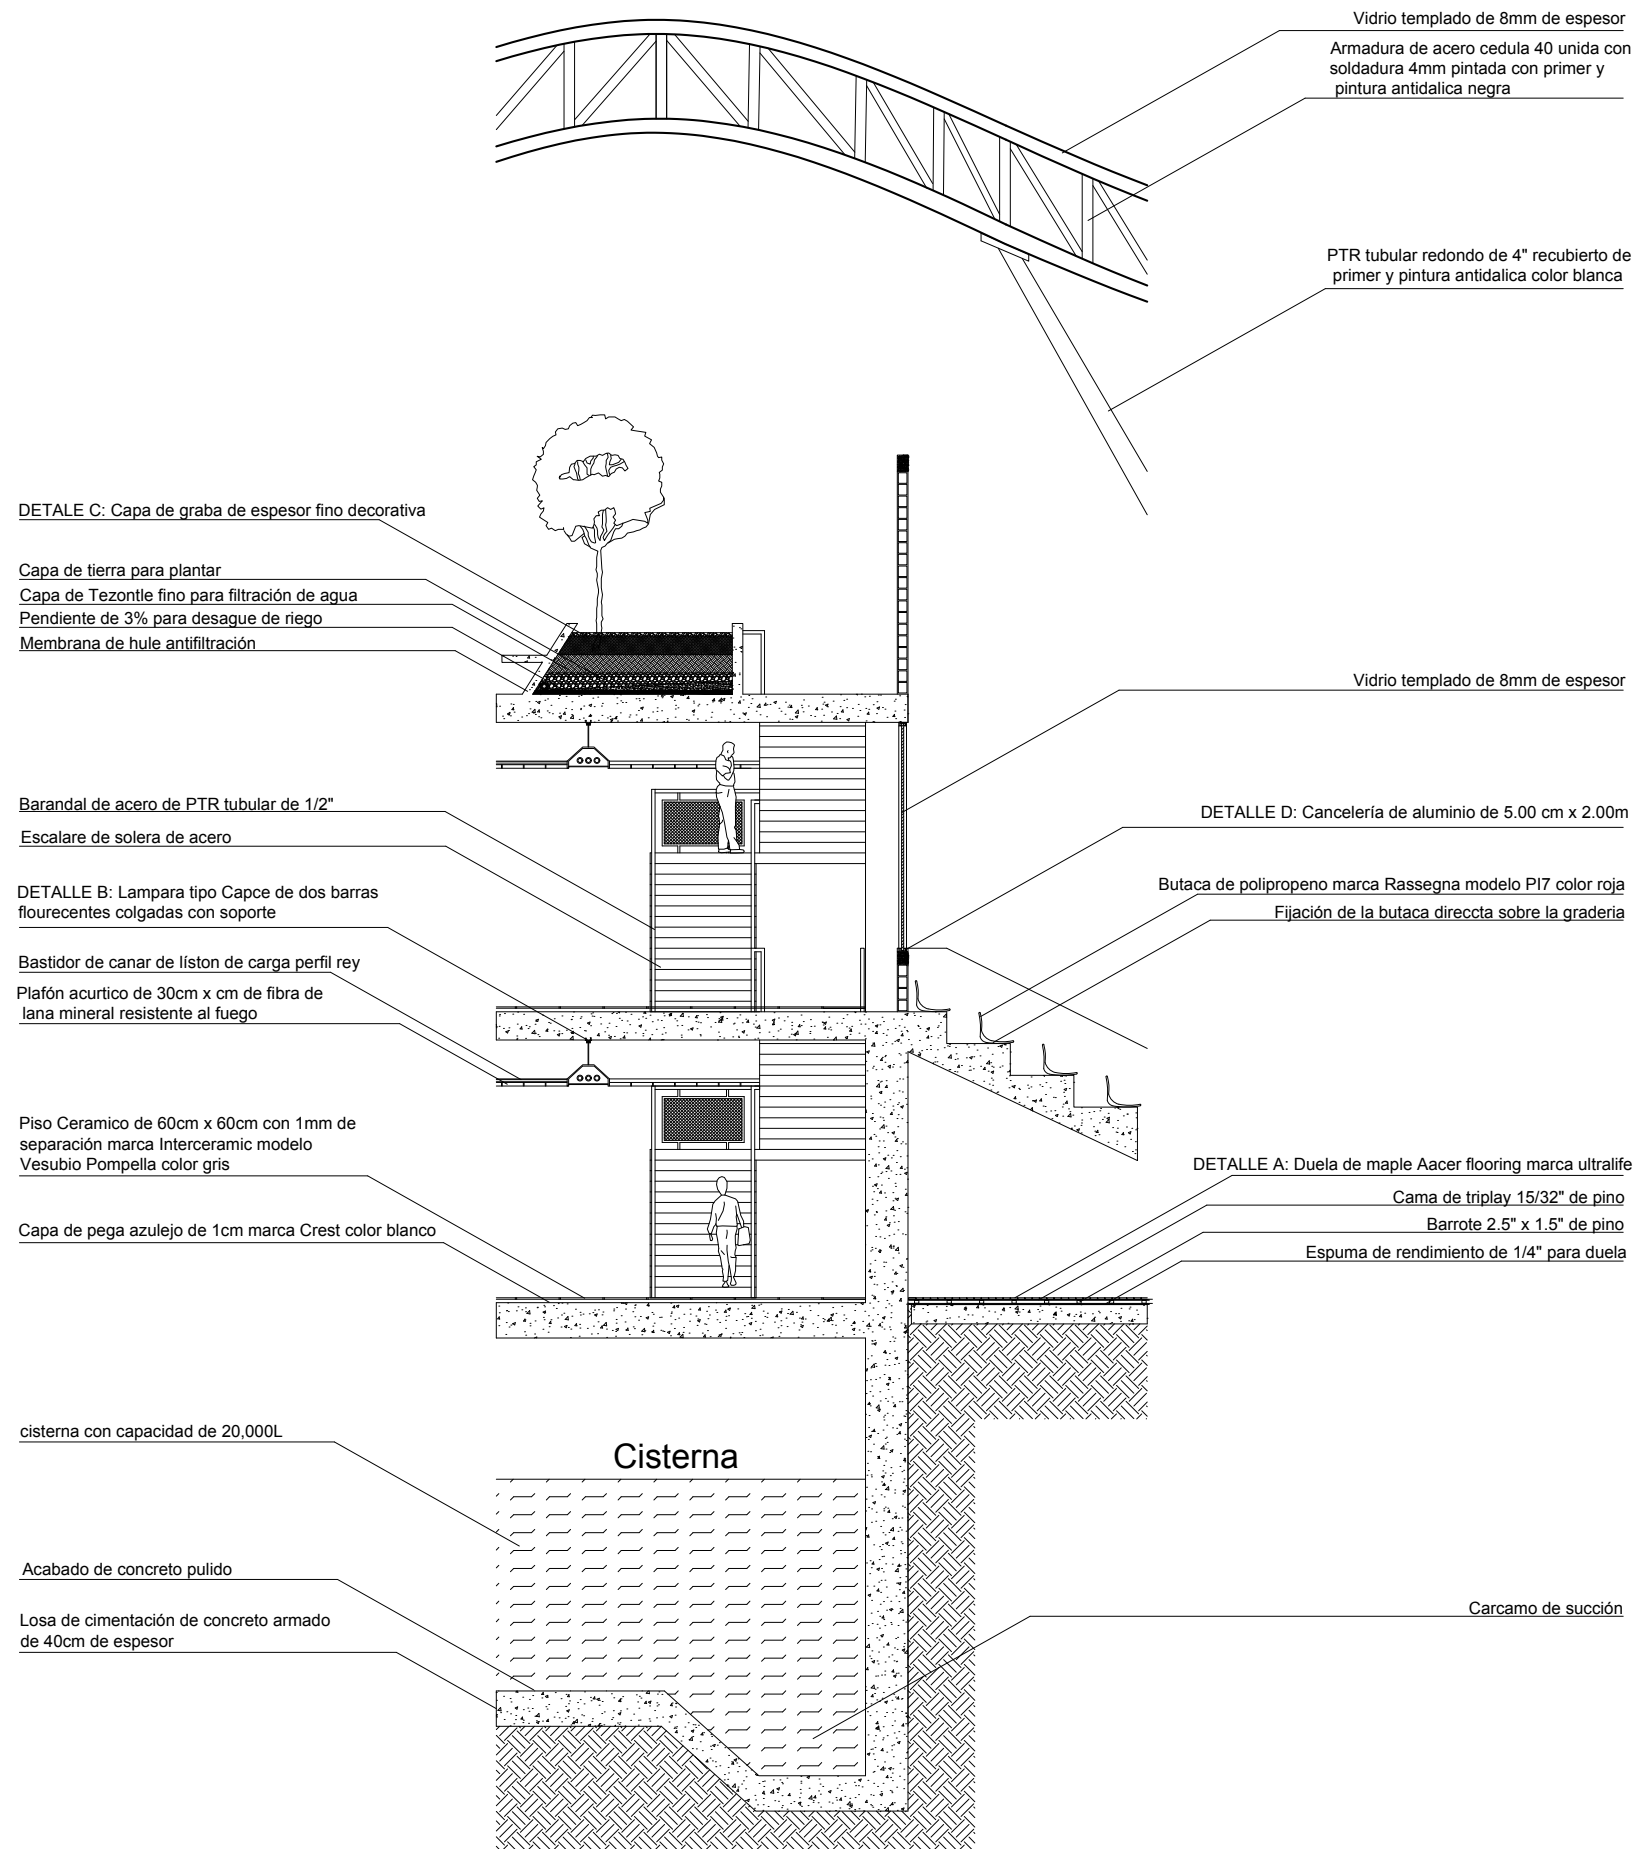 Vidrio templado de 8mm de espesor
Armadura de acero cedula 40 unida con
soldadura 4mm pintada con primer y
pintura antidalica negra
PTR tubular redondo de 4" recubierto de
primer y pintura antidalica color blanca
DETALE C: Capa de graba de espesor fino decorativa
Capa de tierra para plantar
Capa de Tezontle fino para filtración de agua
Pendiente de 3% para desague de riego
Membrana de hule antifiltración
Vidrio templado de 8mm de espesor
Barandal de acero de PTR tubular de 1/2"
Escalare de solera de acero
DETALLE D: Cancelería de aluminio de 5.00 cm x 2.00m
DETALLE B: Lampara tipo Capce de dos barras
flourecentes colgadas con soporte
Butaca de polipropeno marca Rassegna modelo PI7 color roja
Fijación de la butaca direccta sobre la graderia
Bastidor de canar de líston de carga perfil rey
Plafón acurtico de 30cm x cm de fibra de
lana mineral resistente al fuego
Piso Ceramico de 60cm x 60cm con 1mm de
separación marca Interceramic modelo
Vesubio Pompella color gris
Capa de pega azulejo de 1cm marca Crest color blanco
DETALLE A: Duela de maple Aacer flooring marca ultralife
Cama de triplay 15/32" de pino
Barrote 2.5" x 1.5" de pino
Espuma de rendimiento de 1/4" para duela
cisterna con capacidad de 20,000L
Cisterna
Acabado de concreto pulido
Losa de cimentación de concreto armado
de 40cm de espesor
Carcamo de succión